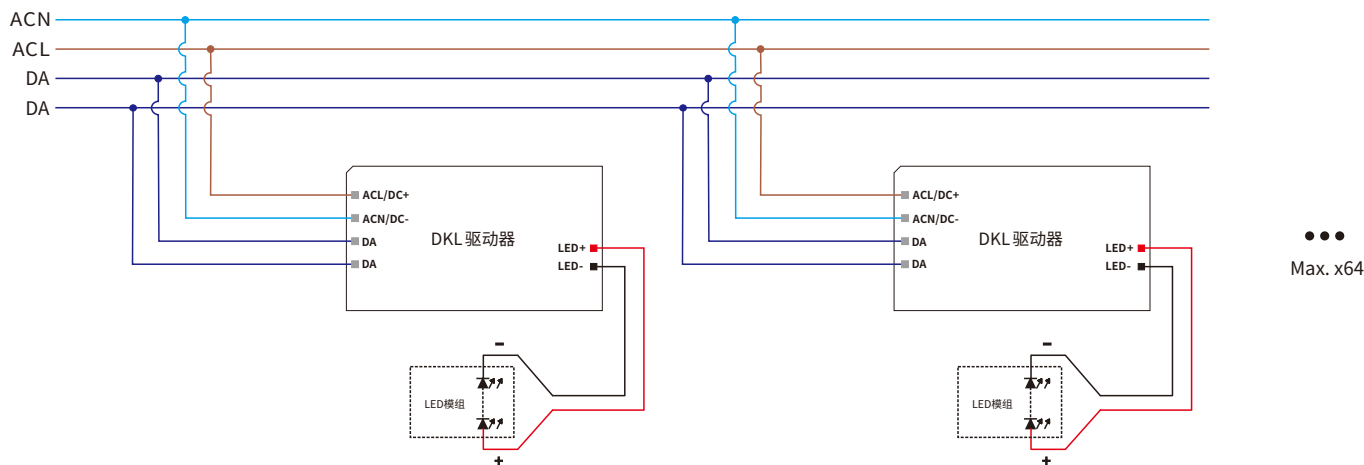 ACN
ACL
DA
DA
ACL/DC+
ACN/DC-
DA
DA
DKL 驱动器
LED+
LED-
ACL/DC+
ACN/DC-
DA
DA
DKL 驱动器
LED+
LED-
•••
Max. x64
-
LED模组
+
-
LED模组
+